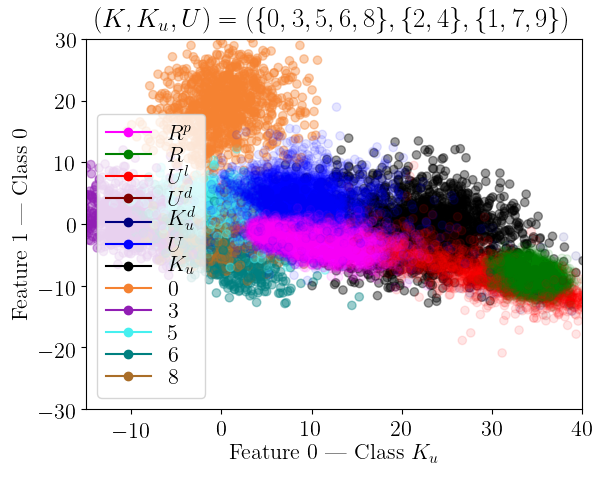 (K, K_u, U) = ({0, 3, 5, 6, 8}, {2, 4}, {1, 7, 9})
30
20
10
0
−10
−20
−30
Feature 1 — Class 0
R^p
R
U^l
U^d
K_u^d
U
K_u
0
3
5
6
8
−10
0
10
20
30
40
Feature 0 — Class K_u